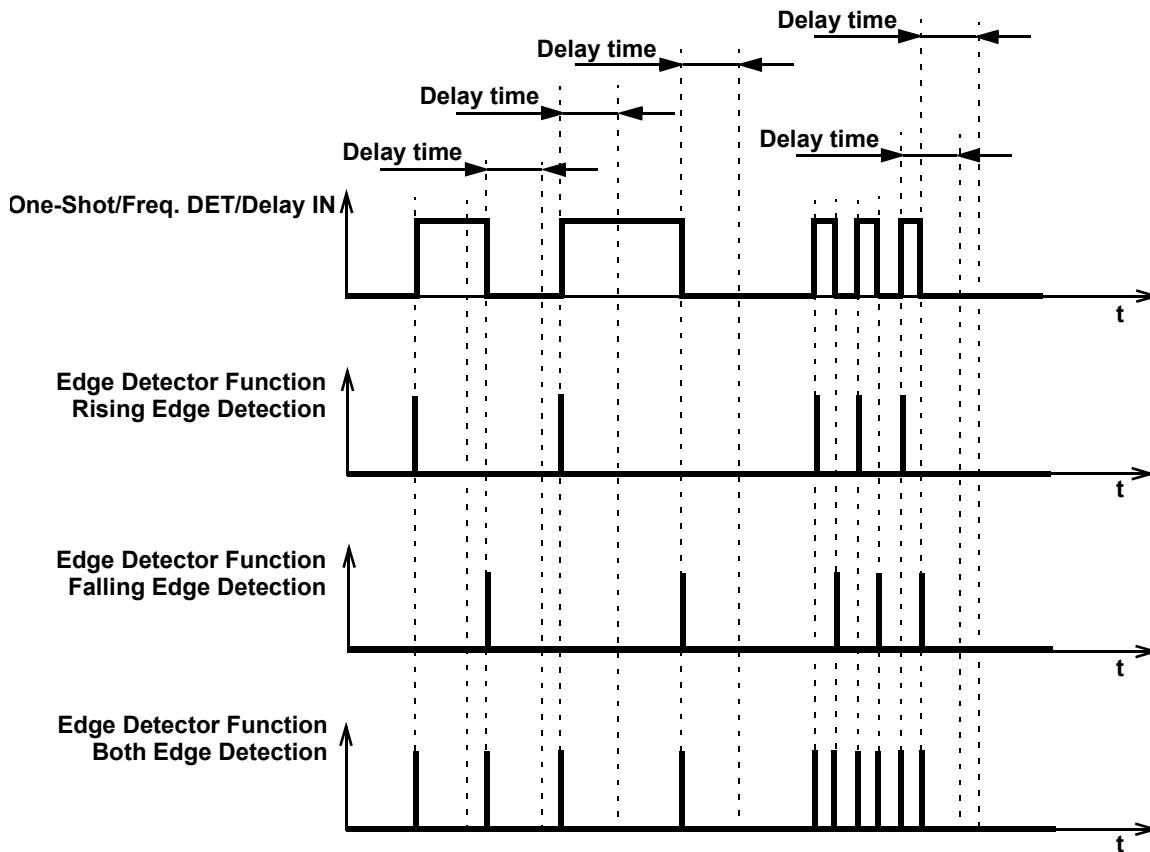 Delay time
Delay time
Delay time
Delay time
Delay time
One-Shot/Freq. DET/Delay IN
t
Edge Detector Function
Rising Edge Detection
t
Edge Detector Function
Falling Edge Detection
t
Edge Detector Function
Both Edge Detection
t